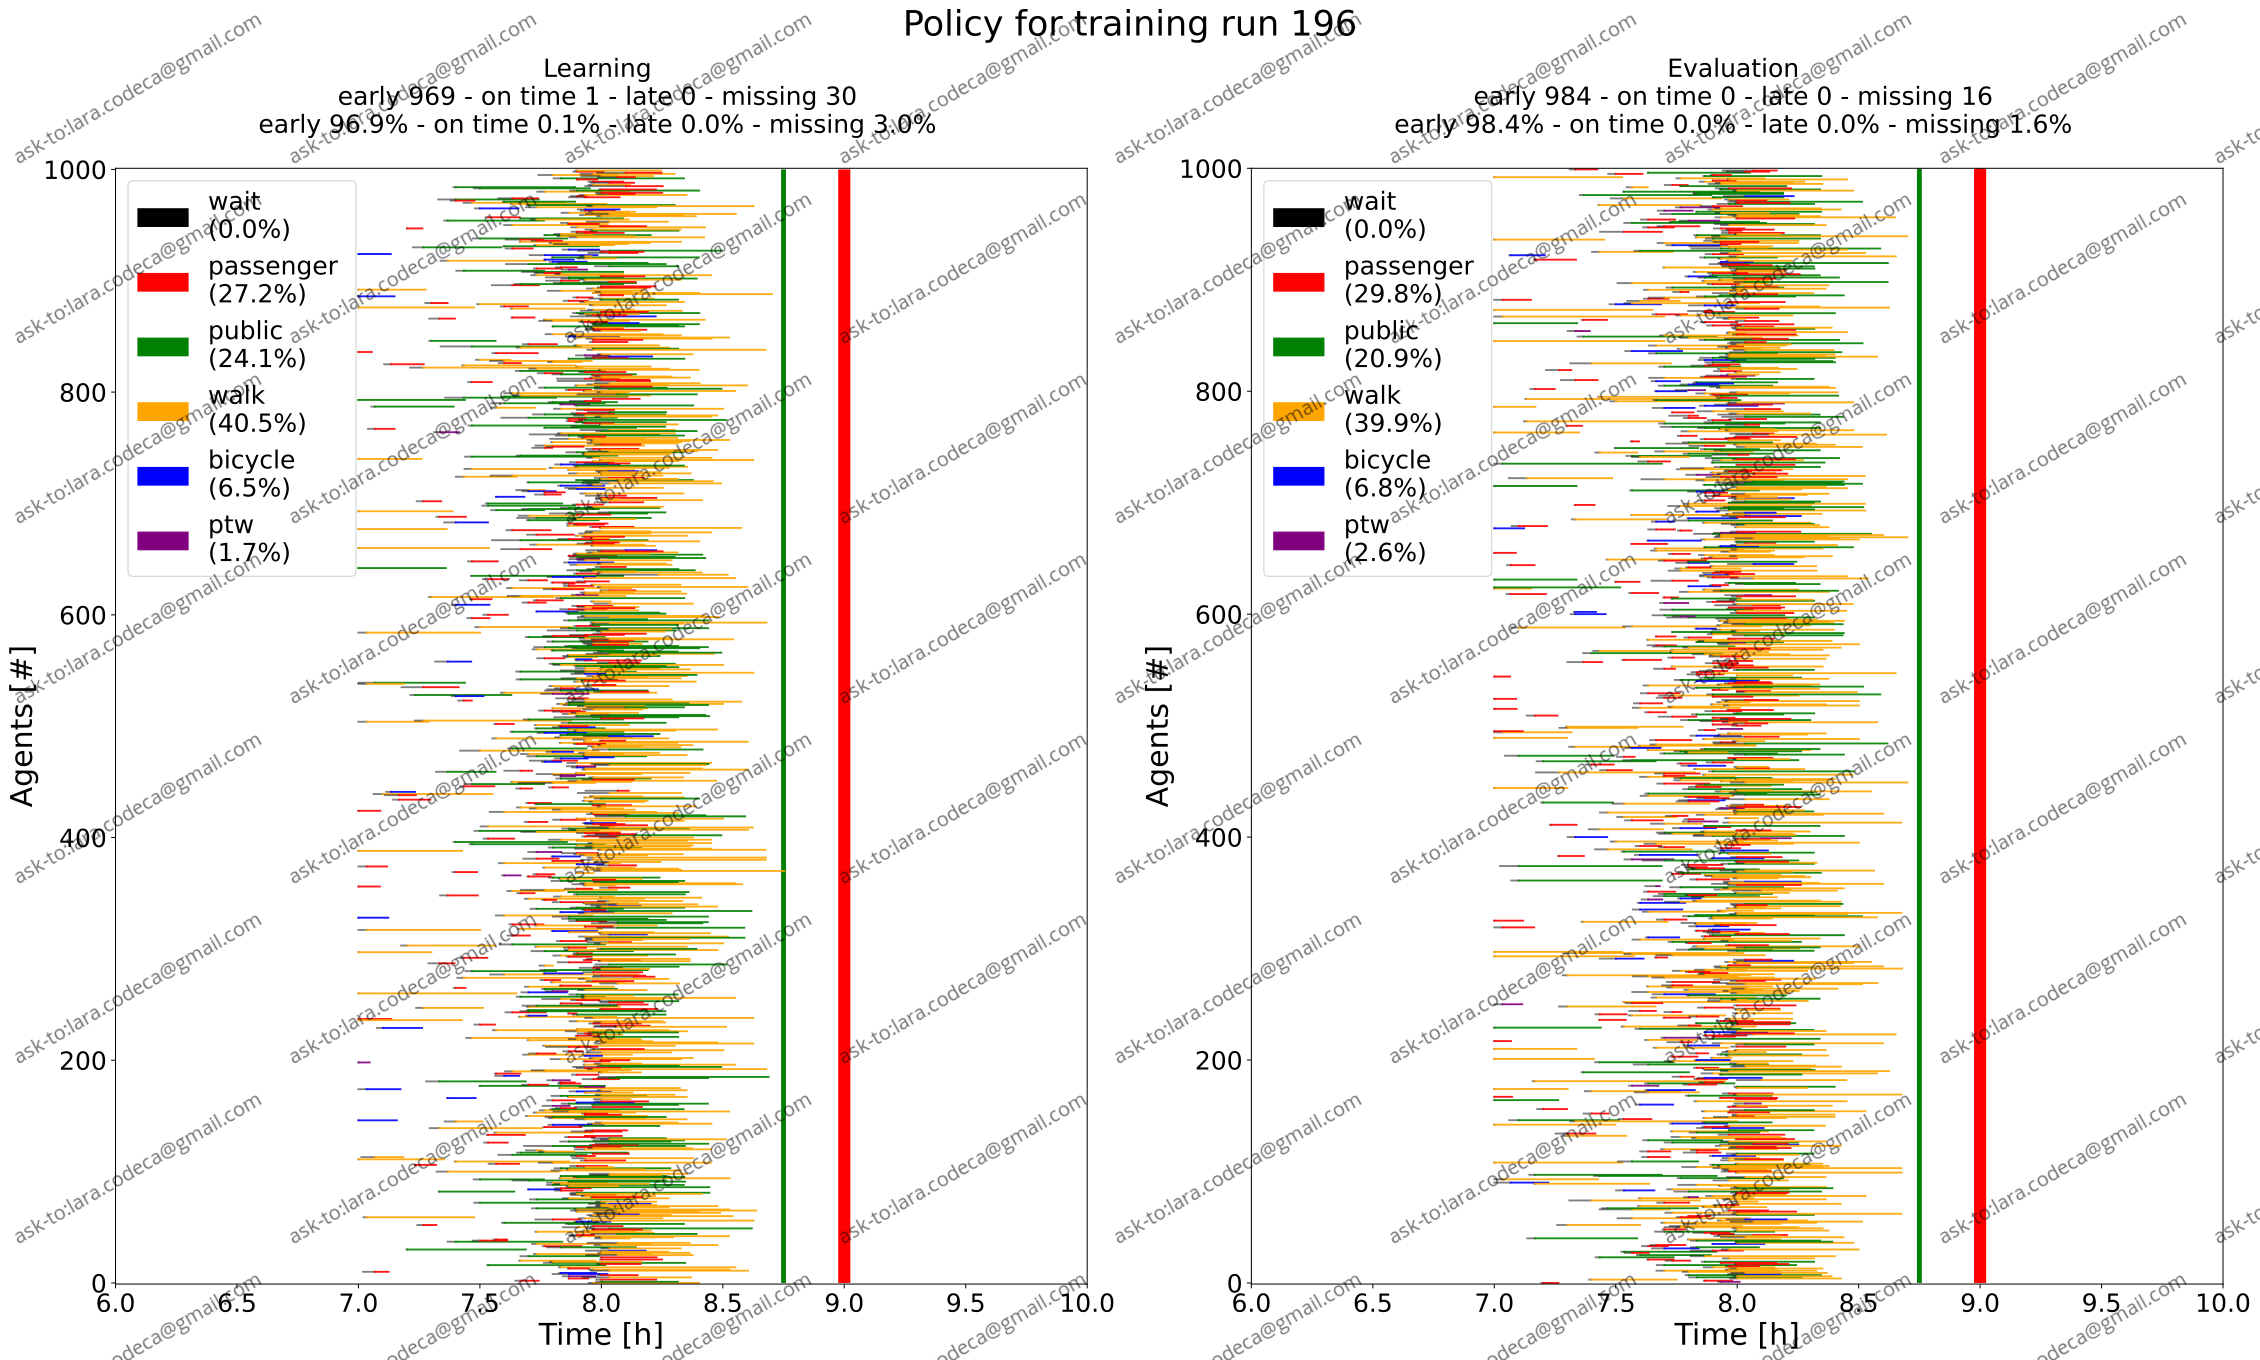 Policy for training run 196
Learning
early 969 - on time 1 - late 0 - missing 30
early 96.9% - on time 0.1% - late 0.0% - missing 3.0%
1000
800
600
400
200
0
Agents [#]
wait
(0.0%)
passenger
(27.2%)
public
(24.1%)
walk
(40.5%)
bicycle
(6.5%)
ptw
(1.7%)
6.0 6.5 7.0 7.5 8.0 8.5 9.0 9.5 10.0
Time [h]
Evaluation
early 984 - on time 0 - late 0 - missing 16
early 98.4% - on time 0.0% - late 0.0% - missing 1.6%
1000
800
600
400
200
0
Agents [#]
wait
(0.0%)
passenger
(29.8%)
public
(20.9%)
walk
(39.9%)
bicycle
(6.8%)
ptw
(2.6%)
6.0 6.5 7.0 7.5 8.0 8.5 9.0 9.5 10.0
Time [h]
ask-to:lara.codeca@gmail.com